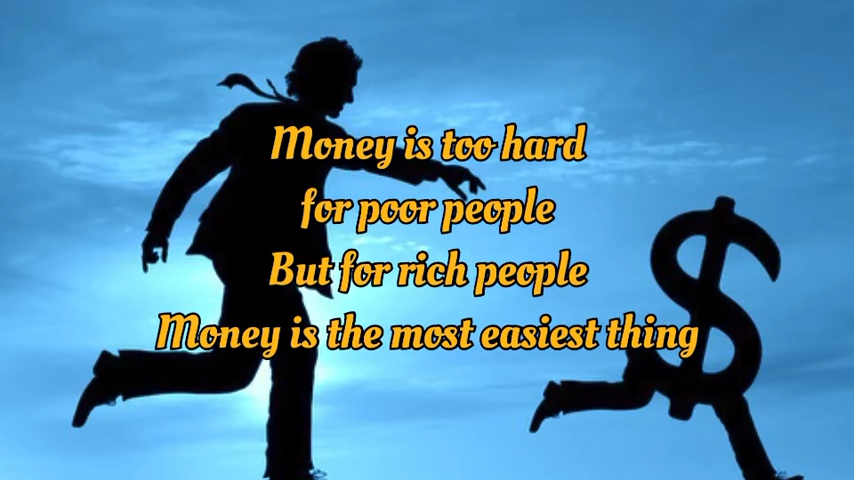 Money is too hard
for poor people
But for rich people
Money is the most easiest thing